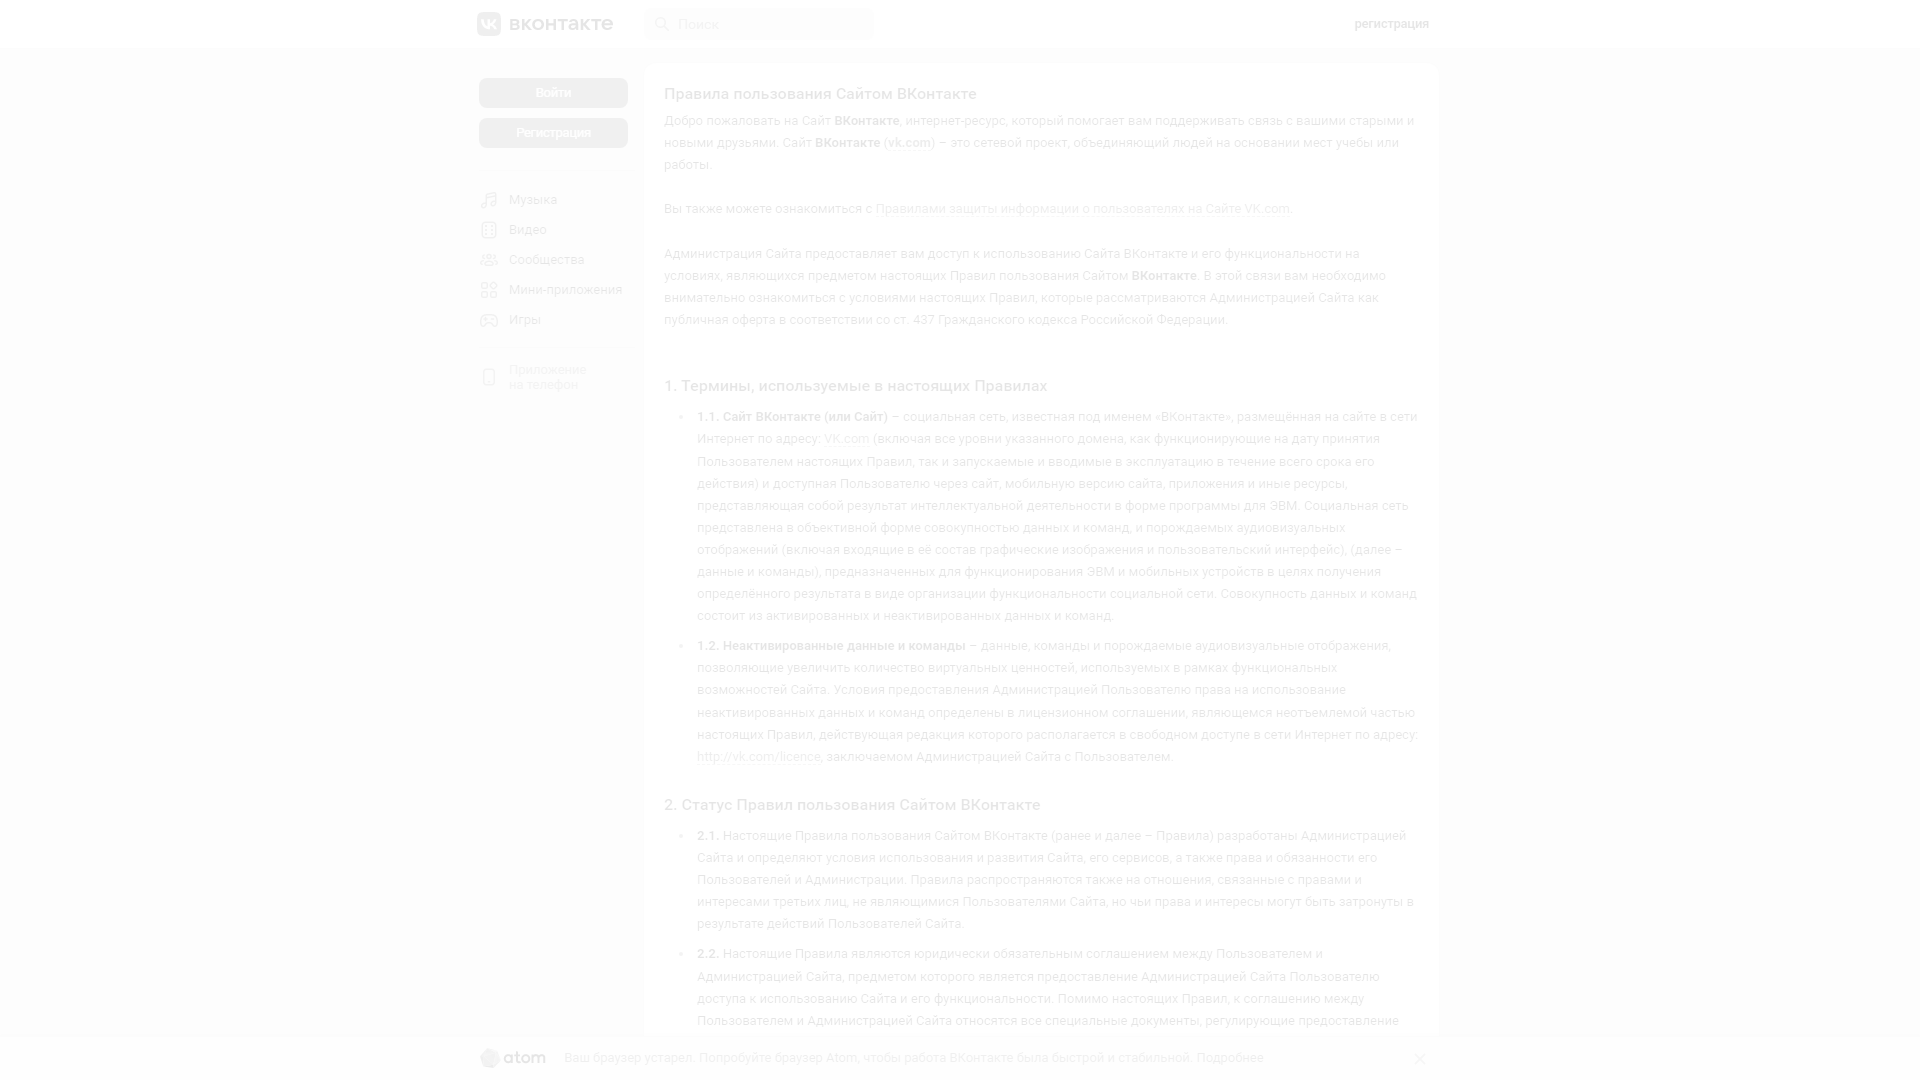 вконтакте
Поиск
регистрация
Войти
Регистрация
Музыка
Видео
Сообщества
Мини-приложения
Игры
Приложение
на телефон
Правила пользования Сайтом ВКонтакте
Добро пожаловать на Сайт ВКонтакте, интернет-ресурс, который помогает вам поддерживать связь с вашими старыми и
новыми друзьями. Сайт ВКонтакте (vk.com) – это сетевой проект, объединяющий людей на основании мест учебы или
работы.
Вы также можете ознакомиться с Правилами защиты информации о пользователях на Сайте VK.com.
Администрация Сайта предоставляет вам доступ к использованию Сайта ВКонтакте и его функциональности на
условиях, являющихся предметом настоящих Правил пользования Сайтом ВКонтакте. В этой связи вам необходимо
внимательно ознакомиться с условиями настоящих Правил, которые рассматриваются Администрацией Сайта как
публичная оферта в соответствии со ст. 437 Гражданского кодекса Российской Федерации.
1. Термины, используемые в настоящих Правилах
1.1. Сайт ВКонтакте (или Сайт) – социальная сеть, известная под именем «ВКонтакте», размещённая на сайте в сети
Интернет по адресу: VK.com (включая все уровни указанного домена, как функционирующие на дату принятия
Пользователем настоящих Правил, так и запускаемые и вводимые в эксплуатацию в течение всего срока его
действия) и доступная Пользователю через сайт, мобильную версию сайта, приложения и иные ресурсы,
представляющая собой результат интеллектуальной деятельности в форме программы для ЭВМ. Социальная сеть
представлена в объективной форме совокупностью данных и команд, и порождаемых аудиовизуальных
отображений (включая входящие в её состав графические изображения и пользовательский интерфейс), (далее –
данные и команды), предназначенных для функционирования ЭВМ и мобильных устройств в целях получения
определённого результата в виде организации функциональности социальной сети. Совокупность данных и команд
состоит из активированных и неактивированных данных и команд.
1.2. Неактивированные данные и команды – данные, команды и порождаемые аудиовизуальные отображения,
позволяющие увеличить количество виртуальных ценностей, используемых в рамках функциональных
возможностей Сайта. Условия предоставления Администрацией Пользователю права на использование
неактивированных данных и команд определены в лицензионном соглашении, являющемся неотъемлемой частью
настоящих Правил, действующая редакция которого располагается в свободном доступе в сети Интернет по адресу:
http://vk.com/licence, заключаемом Администрацией Сайта с Пользователем.
2. Статус Правил пользования Сайтом ВКонтакте
2.1. Настоящие Правила пользования Сайтом ВКонтакте (ранее и далее – Правила) разработаны Администрацией
Сайта и определяют условия использования и развития Сайта, его сервисов, а также права и обязанности его
Пользователей и Администрации. Правила распространяются также на отношения, связанные с правами и
интересами третьих лиц, не являющимися Пользователями Сайта, но чьи права и интересы могут быть затронуты в
результате действий Пользователей Сайта.
2.2. Настоящие Правила являются юридически обязательным соглашением между Пользователем и
Администрацией Сайта, предметом которого является предоставление Администрацией Сайта Пользователю
доступа к использованию Сайта и его функциональности. Помимо настоящих Правил, к соглашению между
Пользователем и Администрацией Сайта относятся все специальные документы, регулирующие предоставление
atom
Ваш браузер устарел. Попробуйте браузер Atom, чтобы работа ВКонтакте была быстрой и стабильной. Подробнее